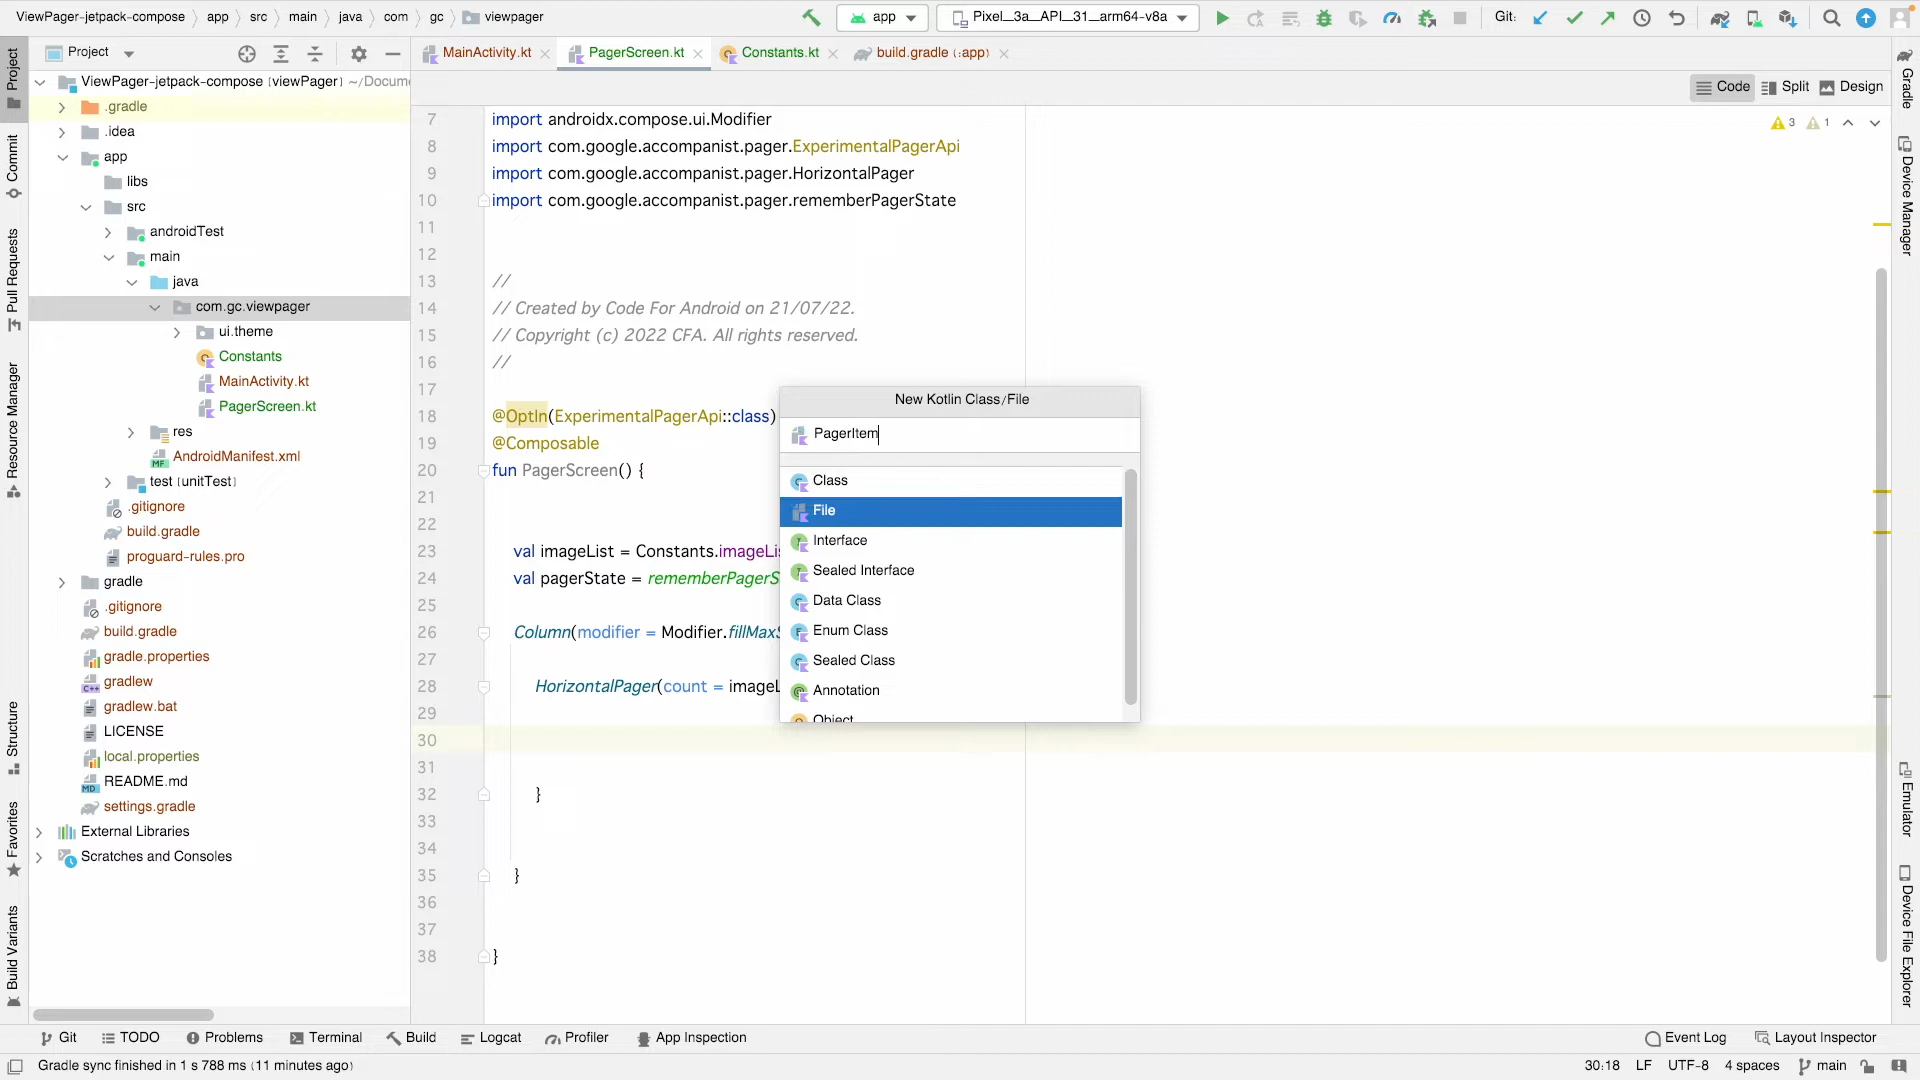 ViewPager-jetpack-compose app src main java com gc viewpager
app Pixel_3a_API_31_arm64-v8a Git:
Project
MainActivity.kt PagerScreen.kt Constants.kt build.gradle (:app)
Code Split Design
3 1
ViewPager-jetpack-compose [viewPager] ~/Docume
.gradle
.idea
app
libs
src
androidTest
main
java
com.gc.viewpager
ui.theme
Constants
MainActivity.kt
PagerScreen.kt
res
AndroidManifest.xml
test [unitTest]
.gitignore
build.gradle
proguard-rules.pro
gradle
.gitignore
build.gradle
gradle.properties
gradlew
gradlew.bat
LICENSE
local.properties
README.md
settings.gradle
External Libraries
Scratches and Consoles
Project
Commit
Pull Requests
Resource Manager
Structure
Favorites
Build Variants
7 import androidx.compose.ui.Modifier
8 import com.google.accompanist.pager.ExperimentalPagerApi
9 import com.google.accompanist.pager.HorizontalPager
10 import com.google.accompanist.pager.rememberPagerState
11
12
13 //
14 // Created by Code For Android on 21/07/22.
15 // Copyright (c) 2022 CFA. All rights reserved.
16 //
17
18 @OptIn(ExperimentalPagerApi::class)
19 @Composable
20 fun PagerScreen() {
21
22
23 val imageList = Constants.imageLis
24 val pagerState = rememberPagerS
25
26 Column(modifier = Modifier.fillMaxS
27
28 HorizontalPager(count = imageL
29
30
31
32 }
33
34
35 }
36
37
38 }
New Kotlin Class/File
PagerItem
Class
File
Interface
Sealed Interface
Data Class
Enum Class
Sealed Class
Annotation
Object
Gradle
Device Manager
Emulator
Device File Explorer
Git TODO Problems Terminal Build Logcat Profiler App Inspection Event Log Layout Inspector
Gradle sync finished in 1 s 788 ms (11 minutes ago) 30:18 LF UTF-8 4 spaces main